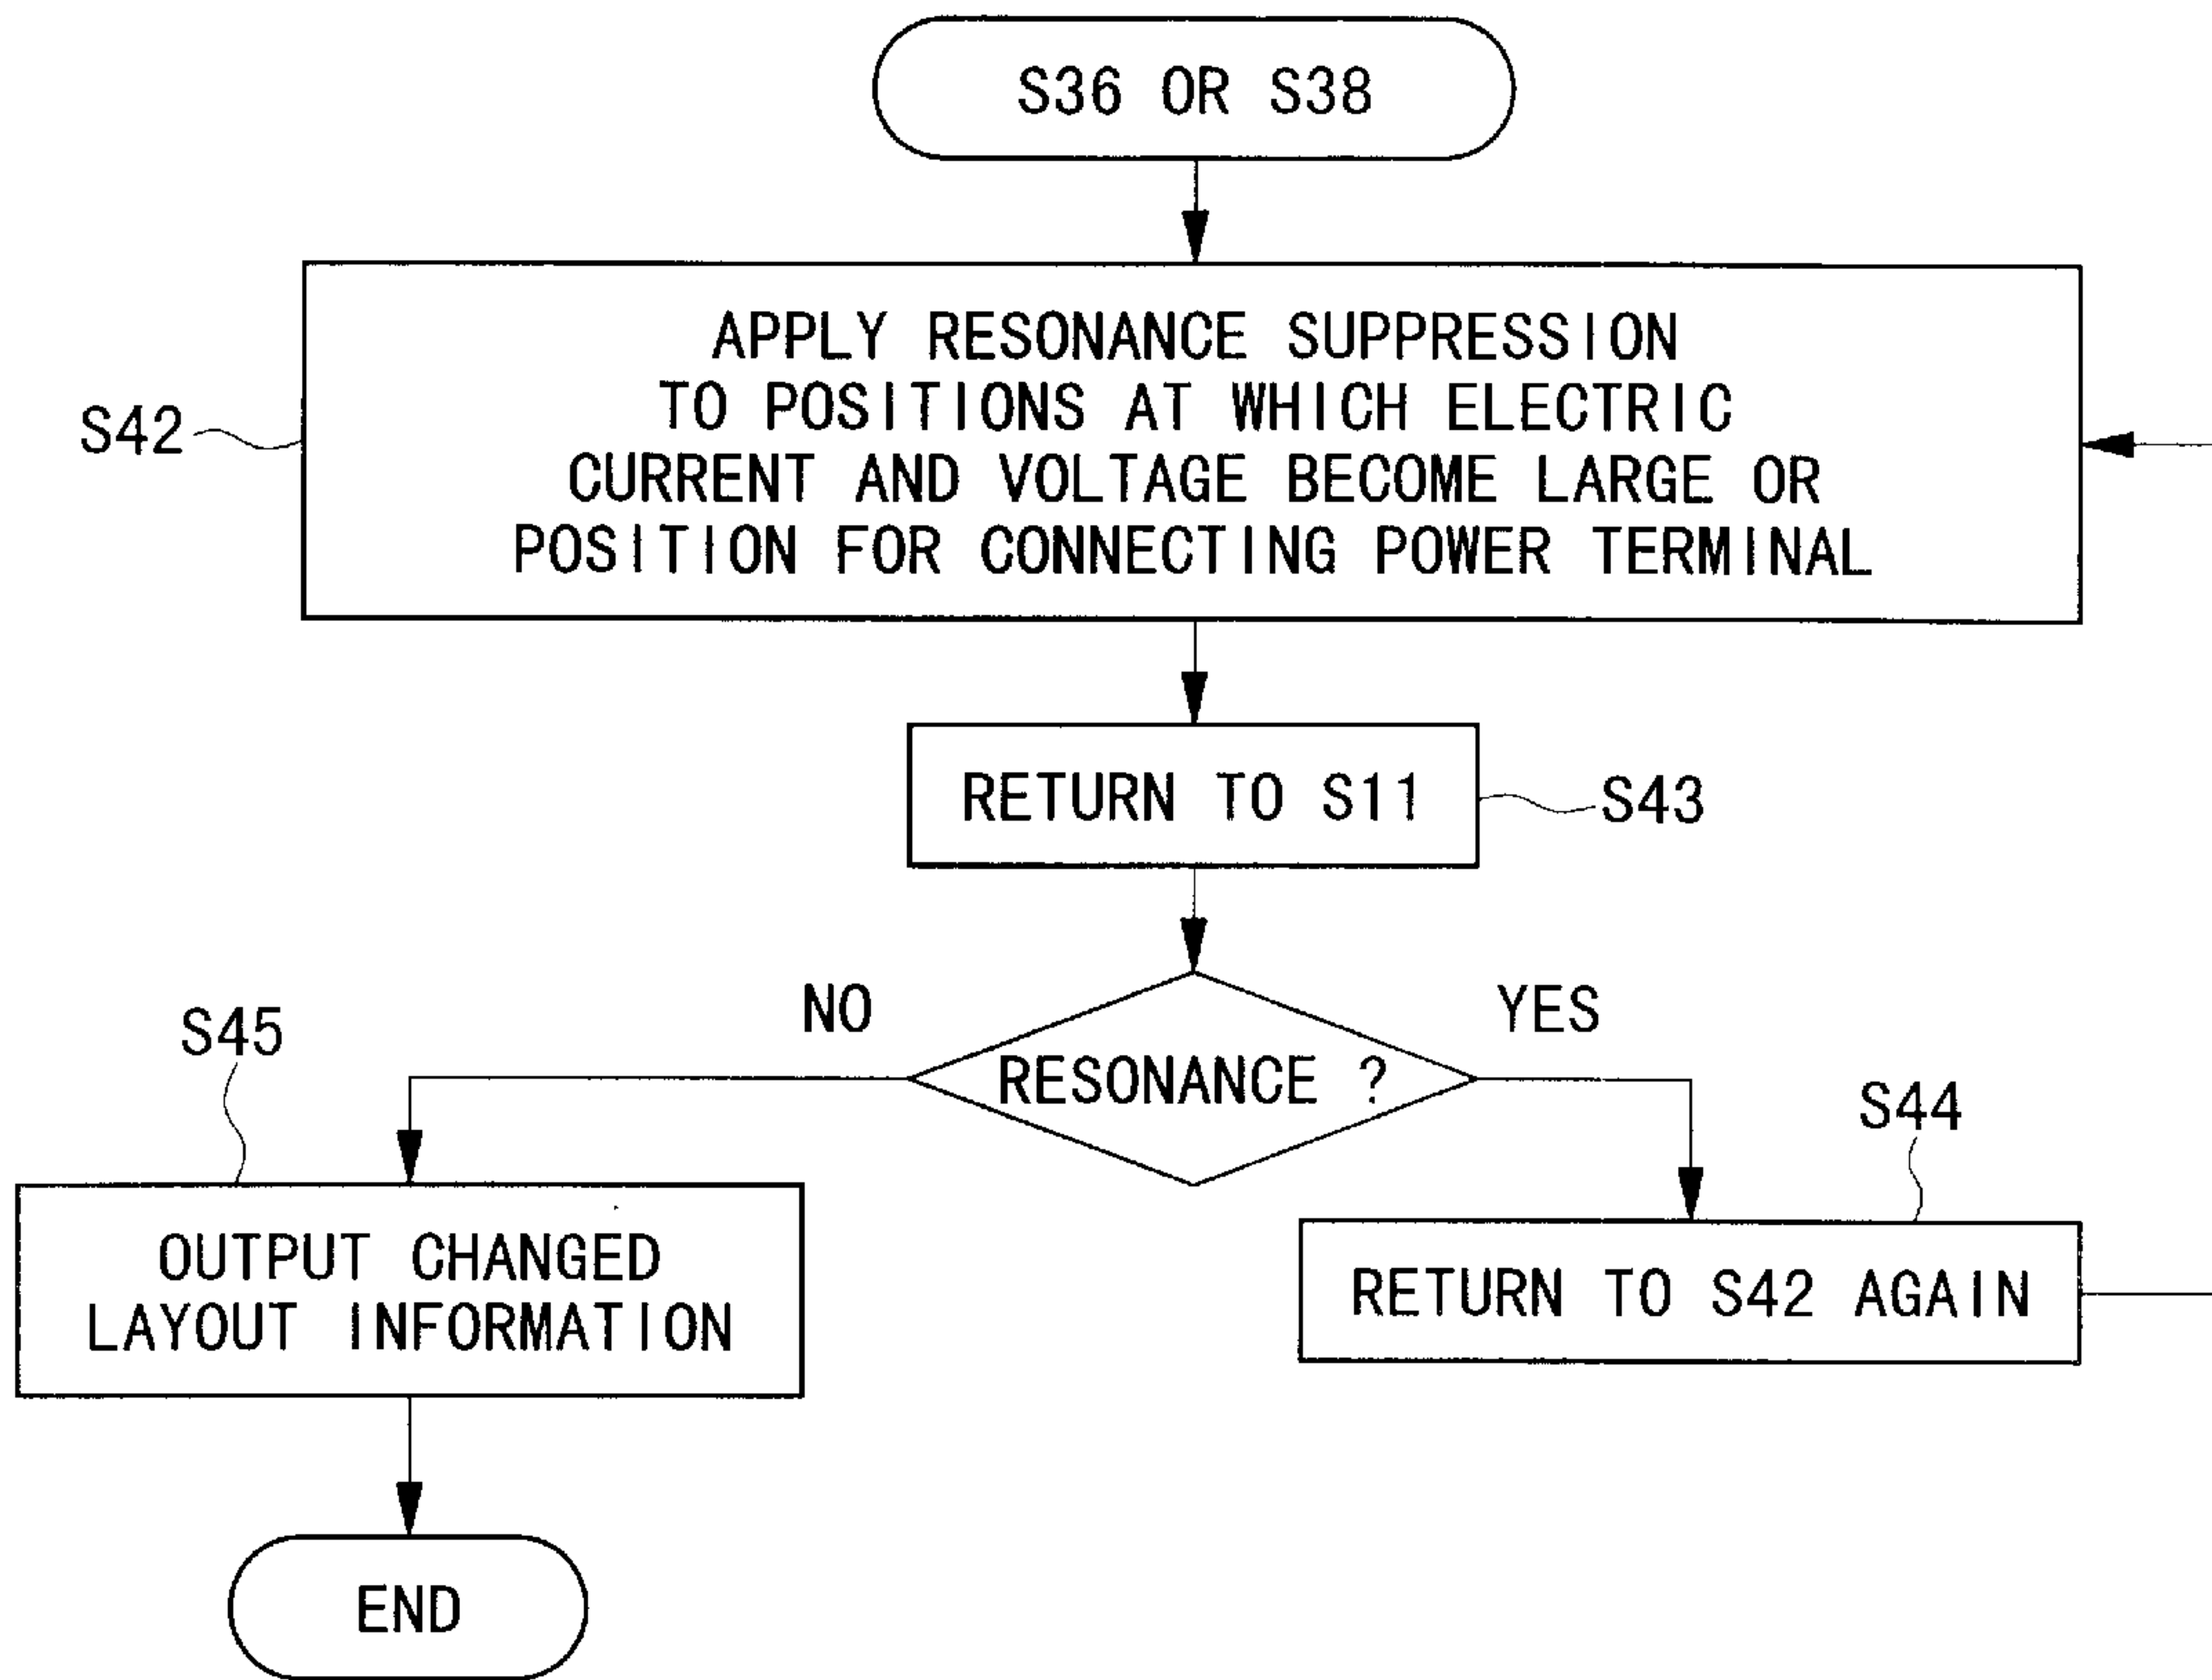 S36 OR S38
APPLY RESONANCE SUPPRESSION
TO POSITIONS AT WHICH ELECTRIC
CURRENT AND VOLTAGE BECOME LARGE OR
POSITION FOR CONNECTING POWER TERMINAL
S42
RETURN TO S11
S43
NO
YES
RESONANCE ?
S45
S44
OUTPUT CHANGED
LAYOUT INFORMATION
RETURN TO S42 AGAIN
END